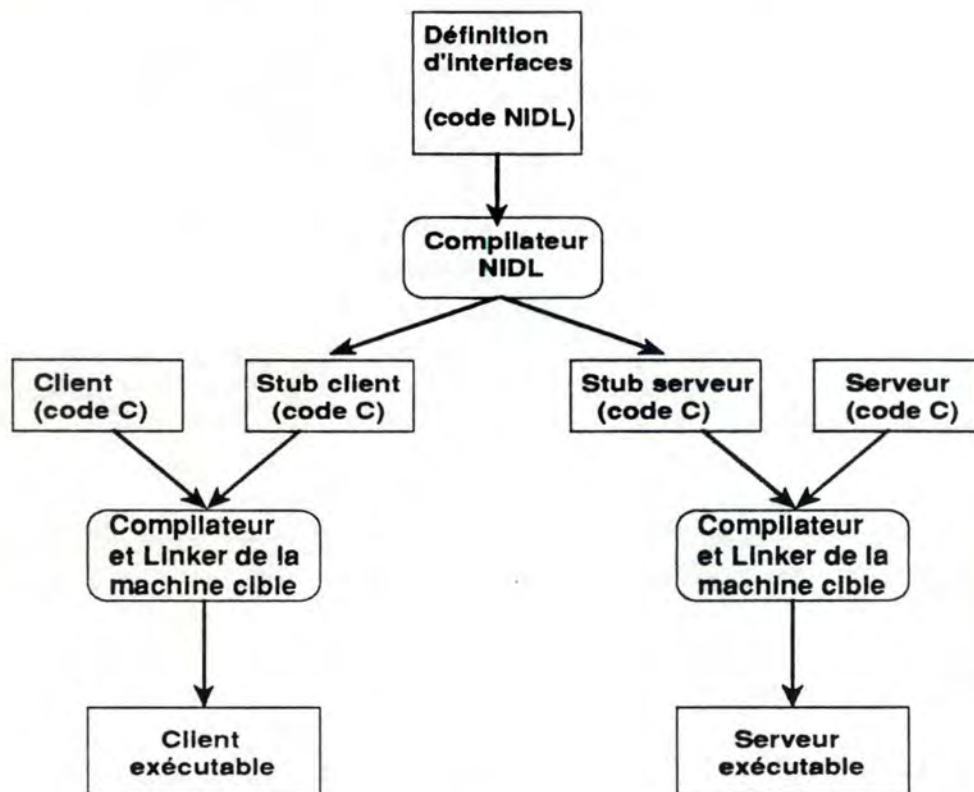 Définition
d'interfaces
(code NIDL)
Compilateur
NIDL
Client
(code C)
Stub client
(code C)
Stub serveur
(code C)
Serveur
(code C)
Compilateur
et Linker de la
machine cible
Compilateur
et Linker de la
machine cible
Client
exécutable
Serveur
exécutable